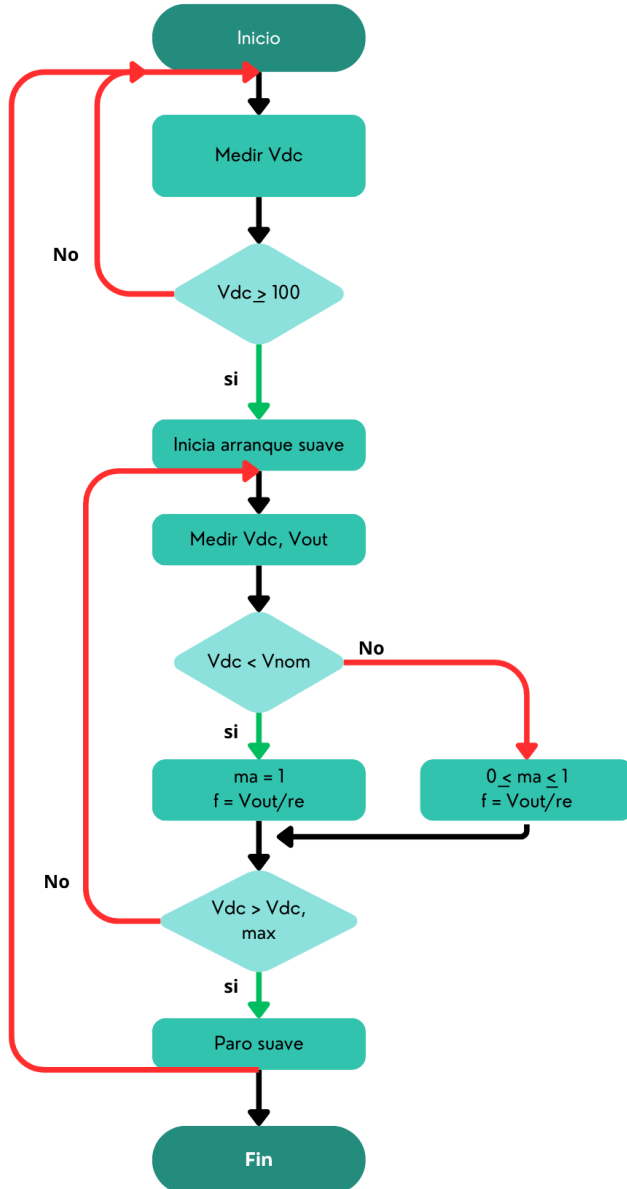 Inicio
Medir Vdc
No
Vdc ≥ 100
si
Inicia arranque suave
Medir Vdc, Vout
Vdc < Vnom
No
si
ma = 1
f = Vout/re
0 ≤ ma ≤ 1
f = Vout/re
No
Vdc > Vdc,
max
si
Paro suave
Fin